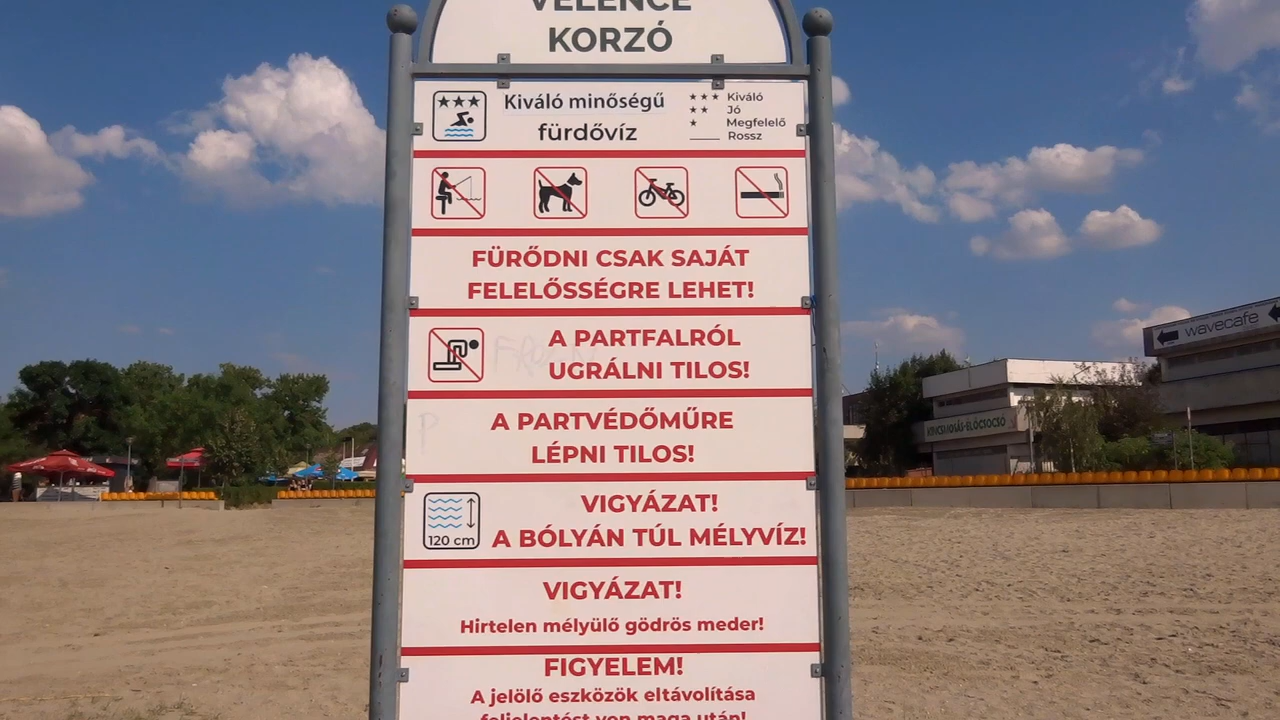 VELENCE
KORZÓ
Kiváló minőségű
fürdővíz
*** Kiváló
** Jó
* Megfelelő
___ Rossz
FÜRŐDNI CSAK SAJÁT
FELELŐSSÉGRE LEHET!
A PARTFALRÓL
UGRÁLNI TILOS!
A PARTVÉDŐMŰRE
LÉPNI TILOS!
120 cm
VIGYÁZAT!
A BÓLYÁN TÚL MÉLYVÍZ!
VIGYÁZAT!
Hirtelen mélyülő gödrös meder!
FIGYELEM!
A jelölő eszközök eltávolítása
feljelentést von maga után!
wavecafe